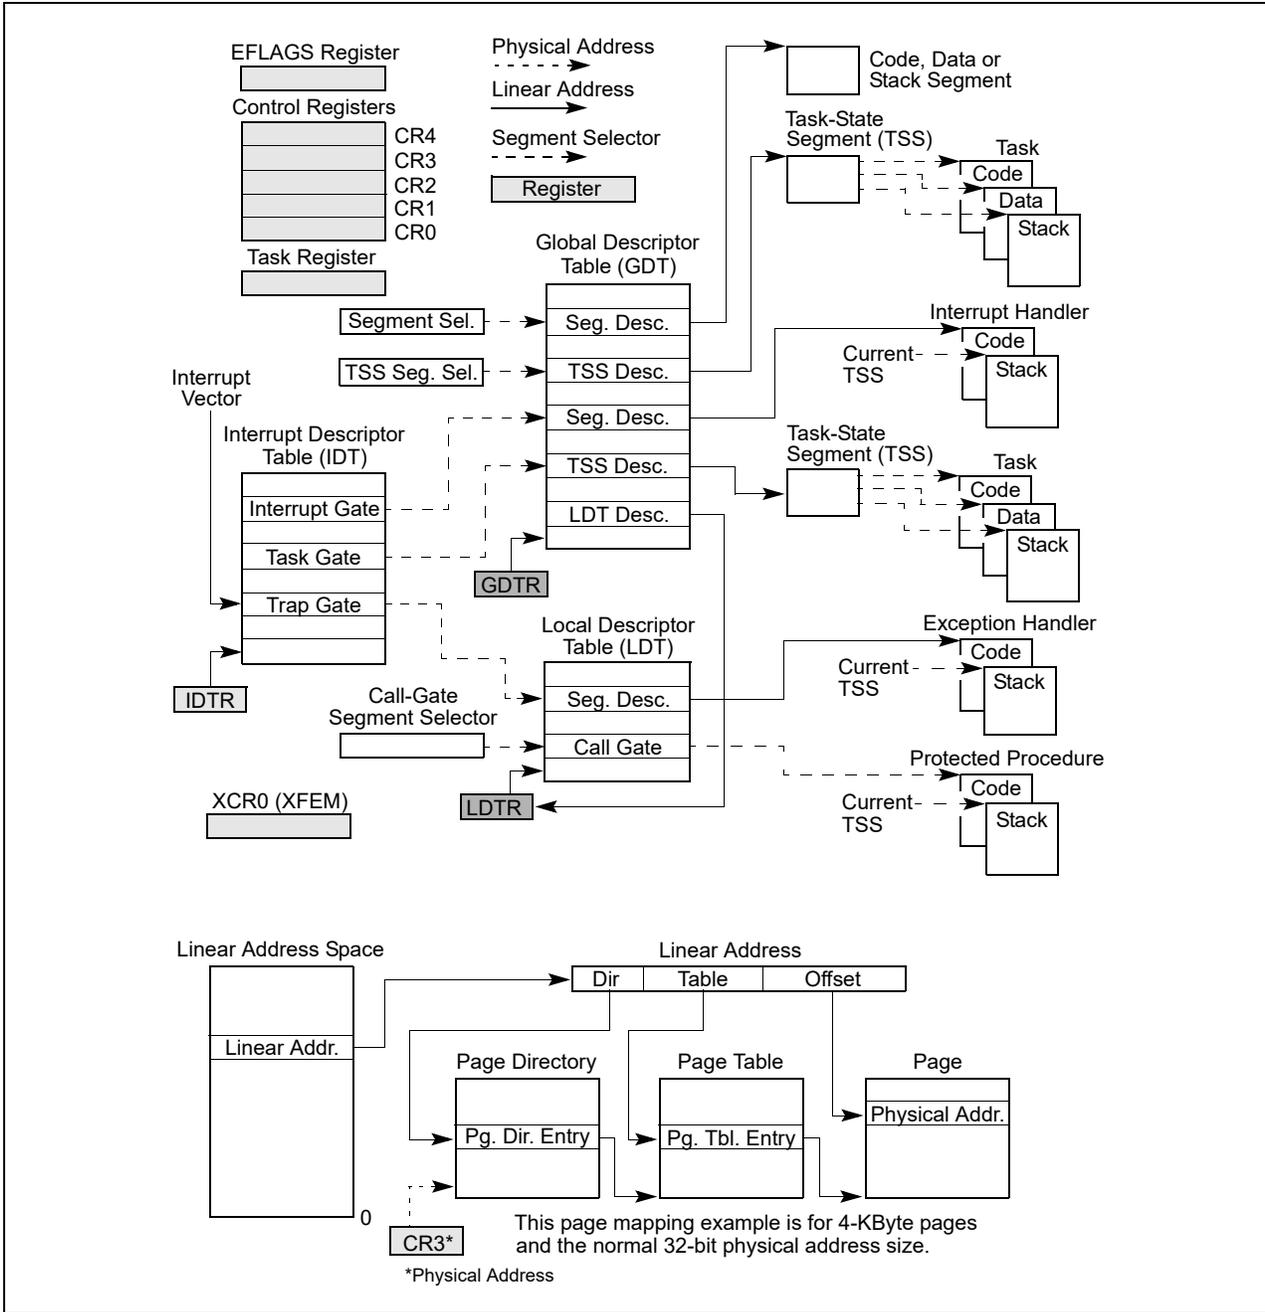 EFLAGS Register
Control Registers
CR4
CR3
CR2
CR1
CR0
Task Register
Physical Address
Linear Address
Segment Selector
Register
Code, Data or
Stack Segment
Task-State
Segment (TSS)
Task
Code
Data
Stack
Global Descriptor
Table (GDT)
Segment Sel.
Seg. Desc.
TSS Seg. Sel.
TSS Desc.
Seg. Desc.
TSS Desc.
LDT Desc.
GDTR
Interrupt Handler
Code
Stack
Current
TSS
Interrupt
Vector
Interrupt Descriptor
Table (IDT)
Interrupt Gate
Task Gate
Trap Gate
IDTR
Task-State
Segment (TSS)
Task
Code
Data
Stack
Local Descriptor
Table (LDT)
Seg. Desc.
Call Gate
Call-Gate
Segment Selector
LDTR
XCR0 (XFEM)
Exception Handler
Code
Stack
Current
TSS
Protected Procedure
Code
Stack
Current
TSS
Linear Address Space
Linear Addr.
0
Linear Address
Dir
Table
Offset
Page Directory
Pg. Dir. Entry
Page Table
Pg. Tbl. Entry
Page
Physical Addr.
CR3*
*Physical Address
This page mapping example is for 4-KByte pages
and the normal 32-bit physical address size.